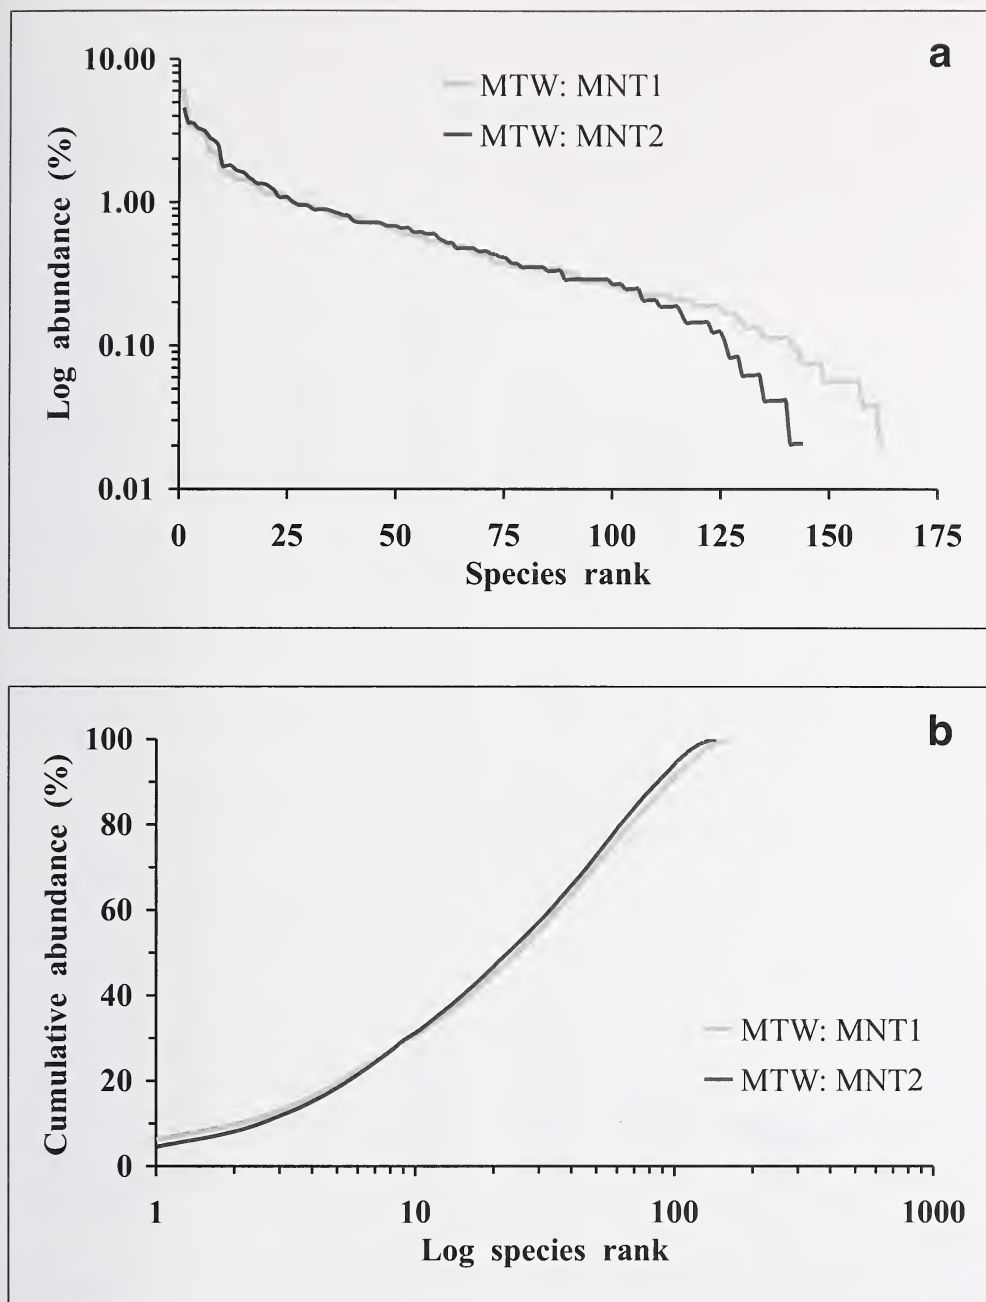 a
10.00
1.00
0.10
0.01
Log abundance (%)
MTW: MNT1
MTW: MNT2
0 25 50 75 100 125 150 175
Species rank
b
100
80
60
40
20
0
Cumulative abundance (%)
MTW: MNT1
MTW: MNT2
1 10 100 1000
Log species rank